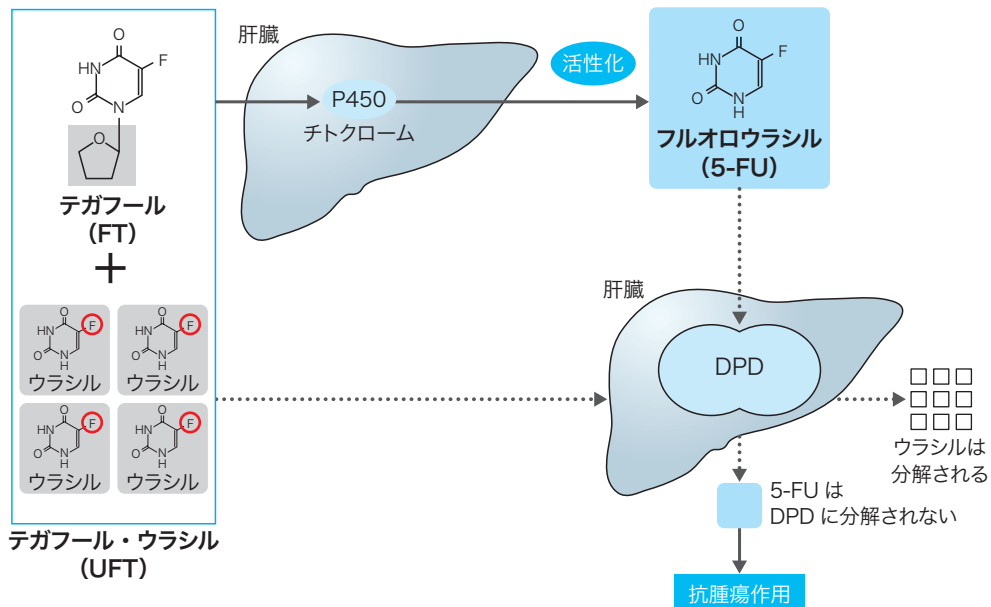 O
HN
F
O
N
O
テガフール
(FT)
+
O
HN
F
O
N
H
ウラシル
O
HN
F
O
N
H
ウラシル
O
HN
F
O
N
H
ウラシル
O
HN
F
O
N
H
ウラシル
テガフール・ウラシル
(UFT)
肝臓
P450
チトクローム
活性化
O
HN
F
O
N
H
フルオロウラシル
(5-FU)
肝臓
DPD
ウラシルは
分解される
5-FU は
DPD に分解されない
抗腫瘍作用